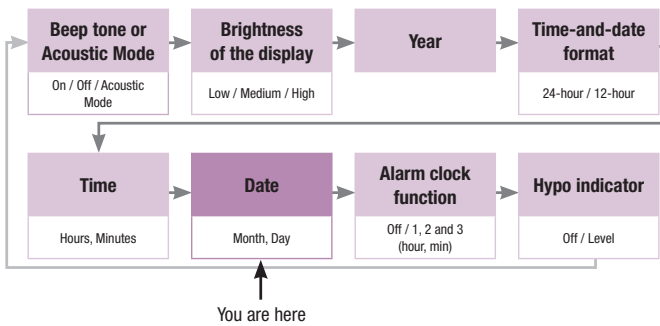 Beep tone or
Acoustic Mode
On / Off / Acoustic
Mode
Brightness
of the display
Low / Medium / High
Year
Time-and-date
format
24-hour / 12-hour
Time
Hours, Minutes
Date
Month, Day
Alarm clock
function
Off / 1, 2 and 3
(hour, min)
Hypo indicator
Off / Level
You are here